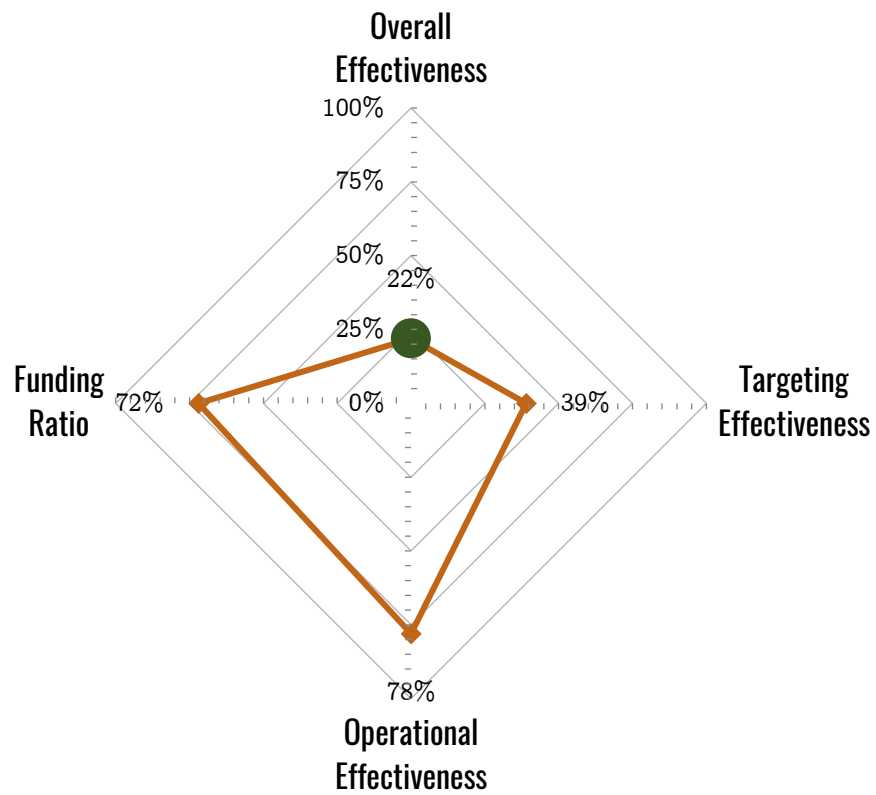 Overall
Effectiveness
100%
75%
50%
22%
25%
Funding
Ratio
72%
0%
39%
Targeting
Effectiveness
78%
Operational
Effectiveness